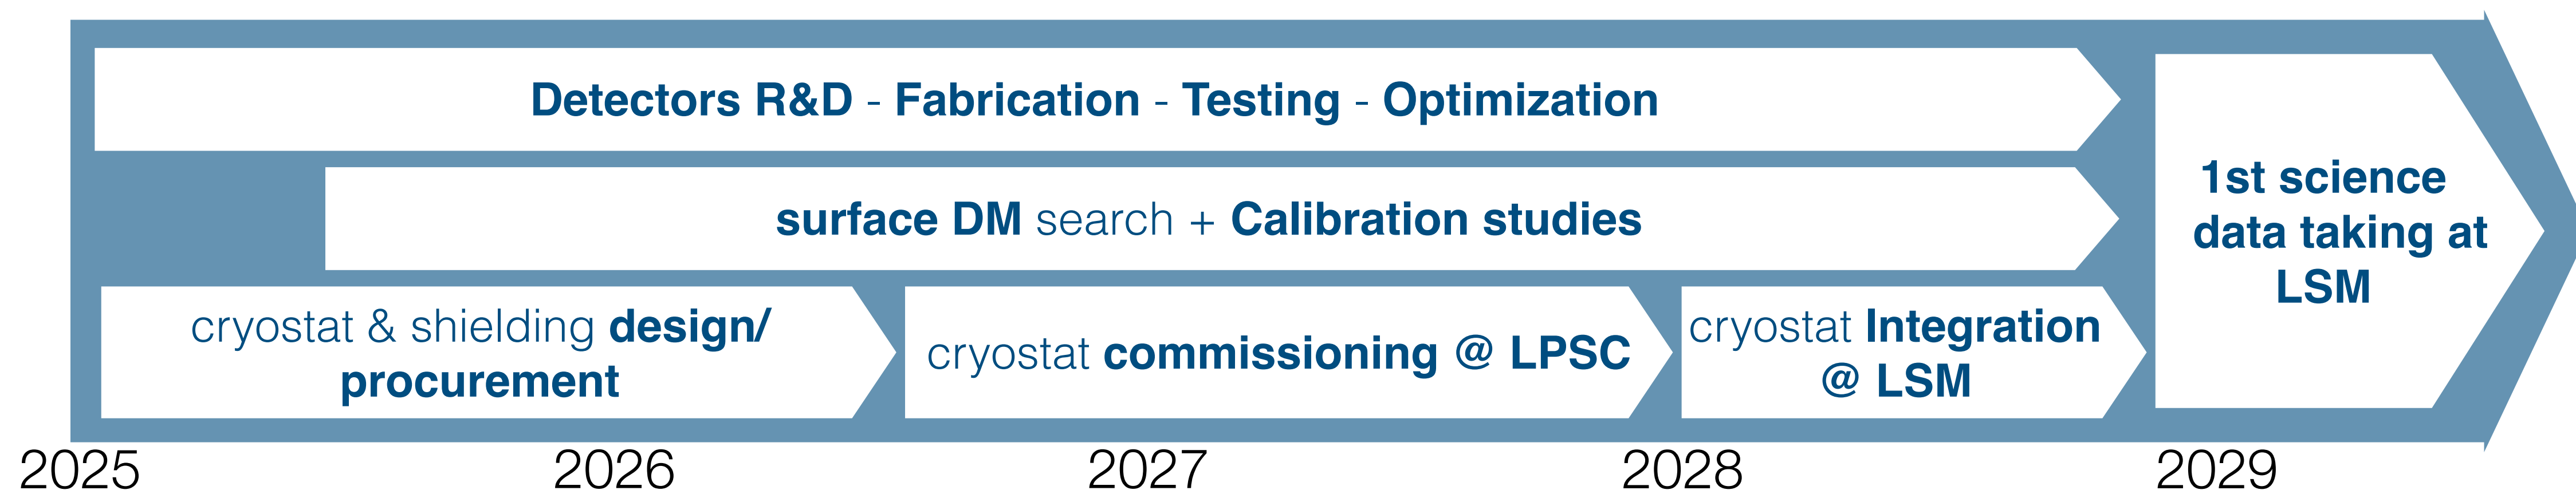 Detectors R&D - Fabrication - Testing - Optimization
surface DM search + Calibration studies
1st science
data taking at
LSM
cryostat & shielding design/
procurement
cryostat commissioning @ LPSC
cryostat Integration
@ LSM
2025 2026 2027 2028 2029